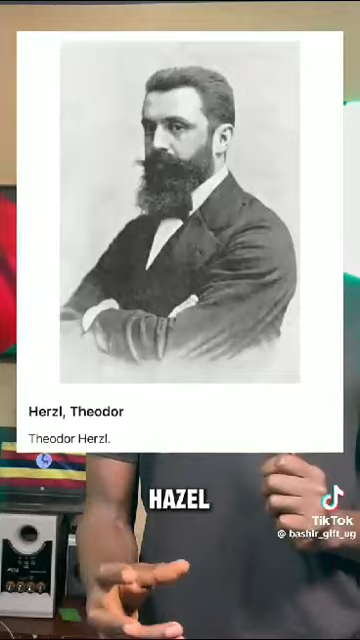 Herzl, Theodor
Theodor Herzl.
HAZEL
TikTok
@ bashir_gift_ug